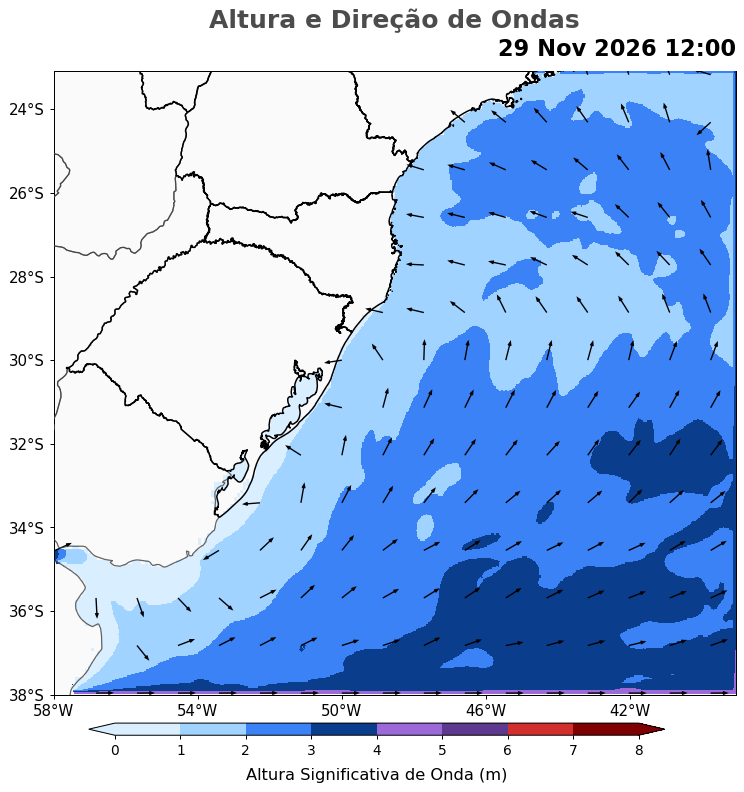 Altura e Direção de Ondas
29 Nov 2026 12:00
24°S
26°S
28°S
30°S
32°S
34°S
36°S
38°S
58°W 54°W 50°W 46°W 42°W
0 1 2 3 4 5 6 7 8
Altura Significativa de Onda (m)